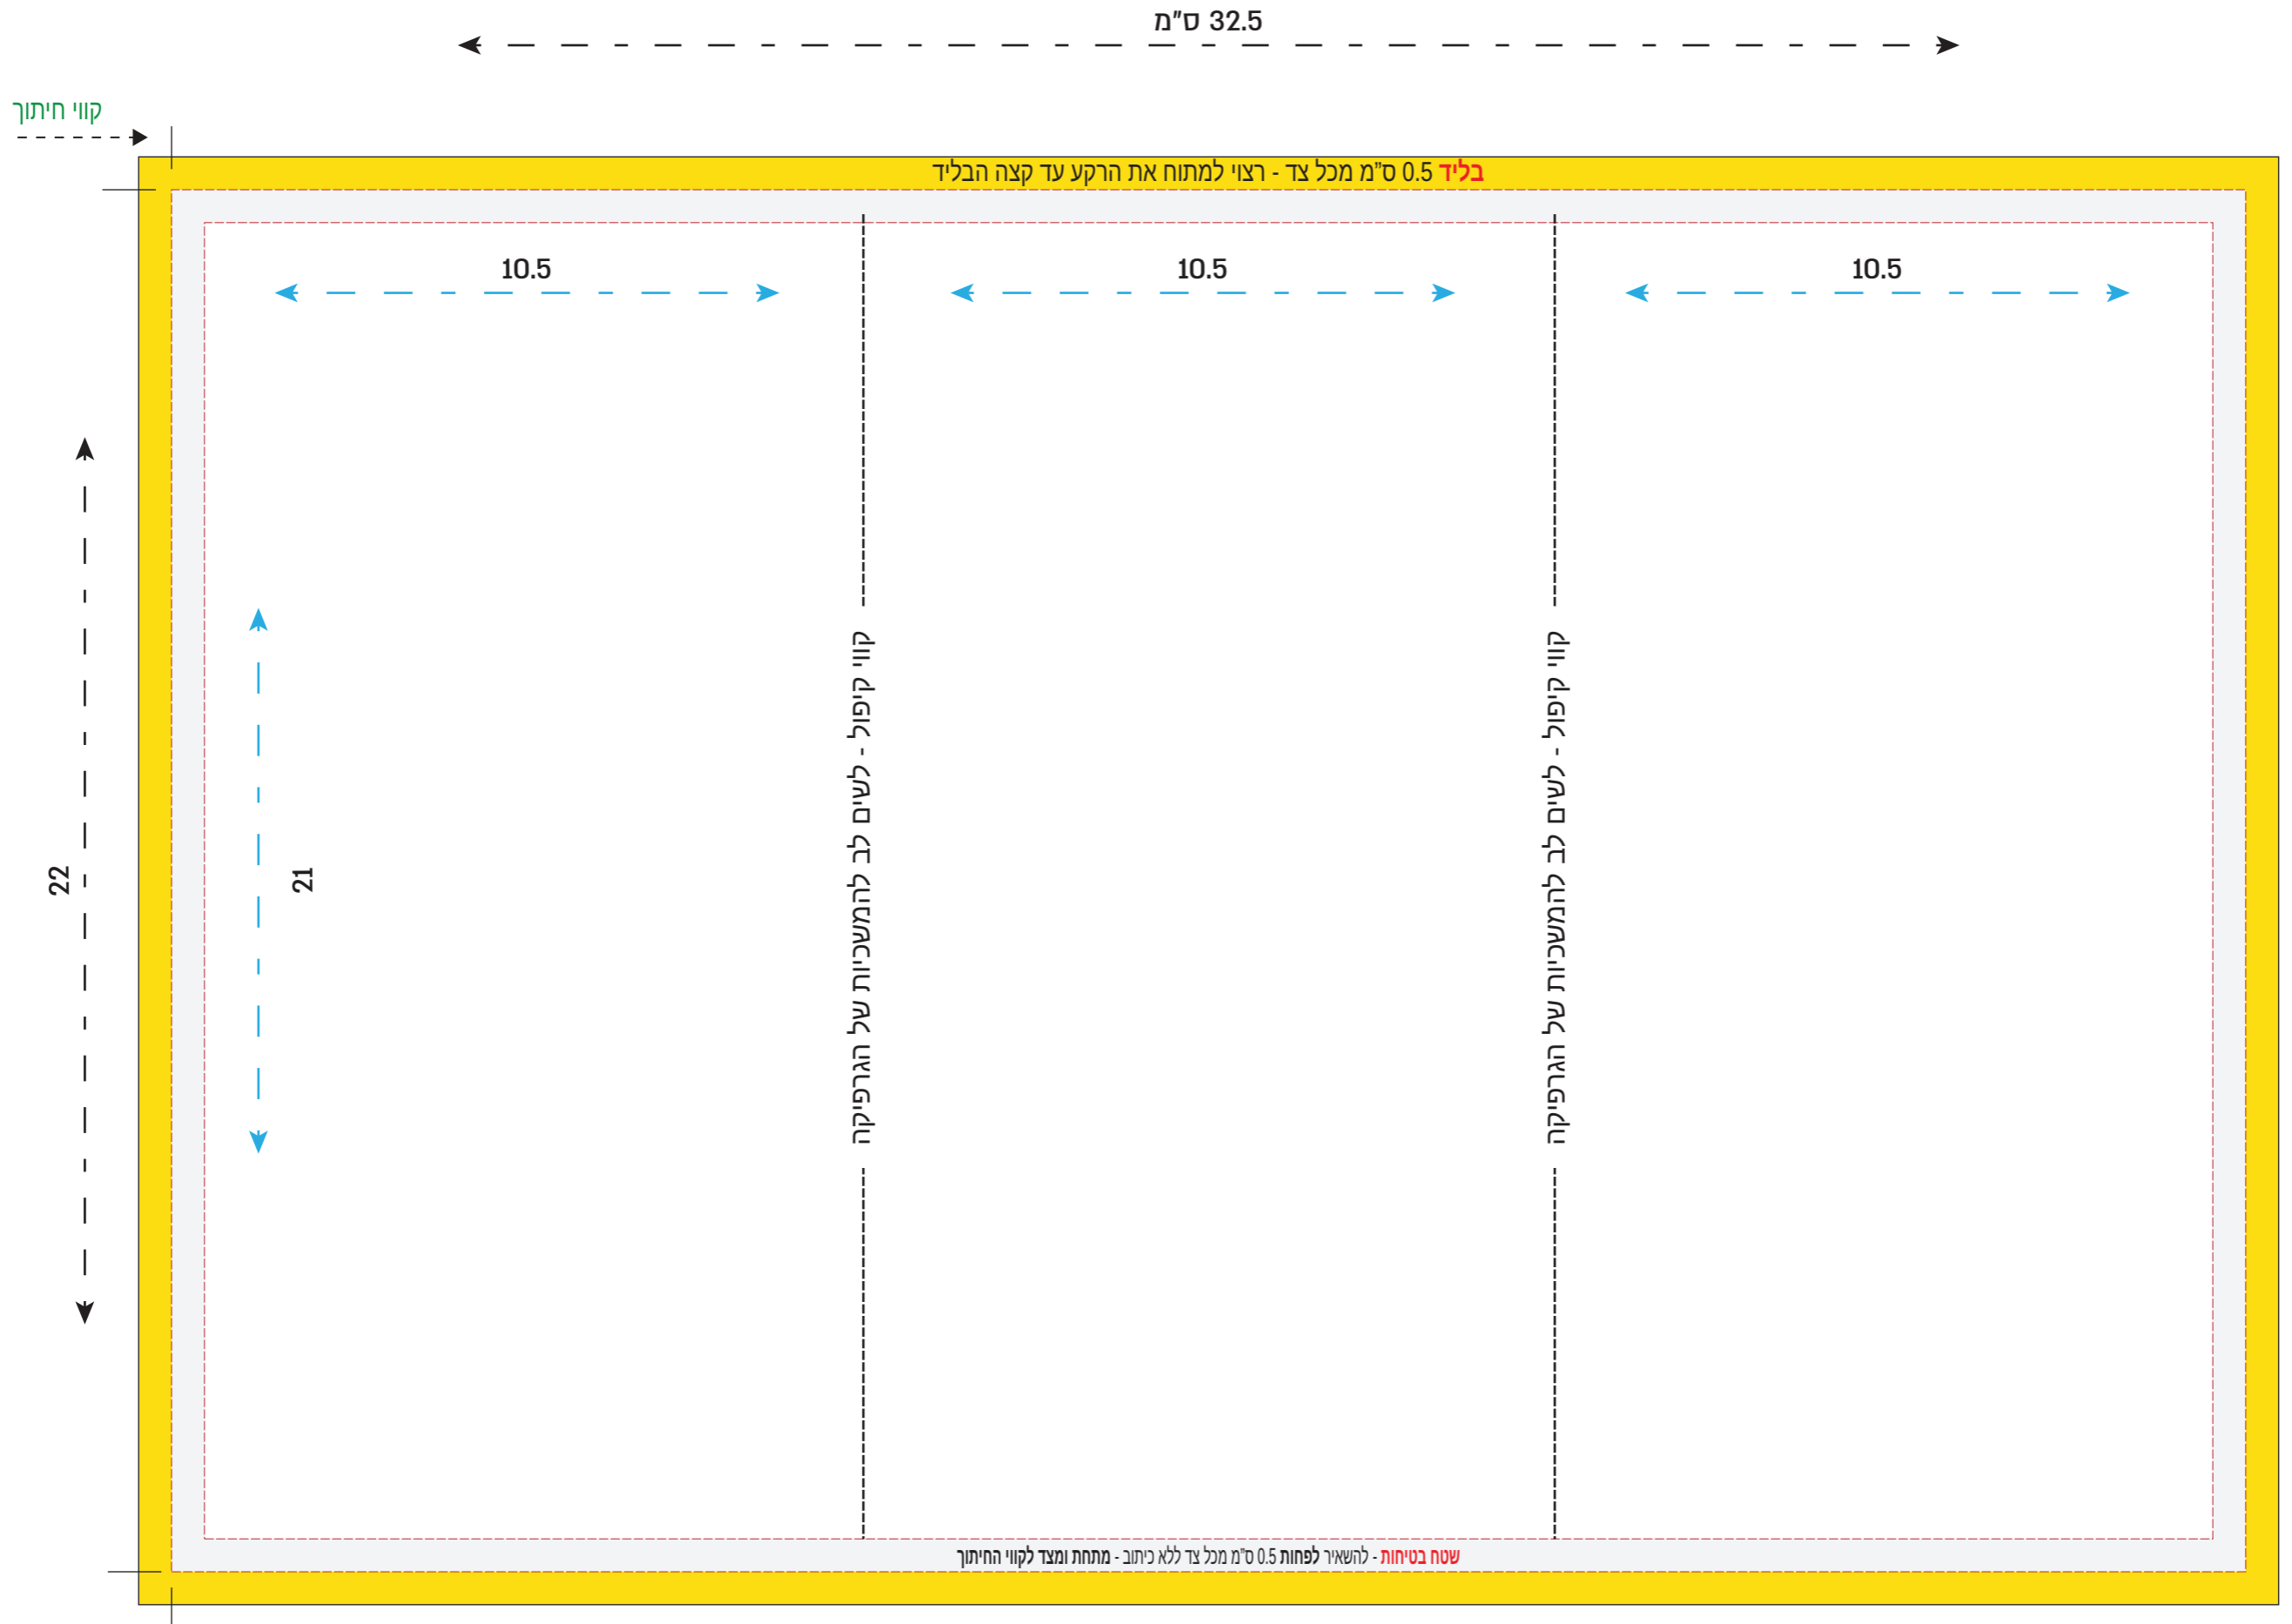 32.5 ס"מ
קווי חיתוך
בליד 0.5 ס"מ מכל צד - רצוי למתוח את הרקע עד קצה הבליד
10.5
10.5
10.5
קווי קיפול - לשים לב להמשכיות של הגרפיקה
קווי קיפול - לשים לב להמשכיות של הגרפיקה
22
21
שטח בטיחות - להשאיר לפחות 0.5 ס"מ מכל צד ללא כיתוב - מתחת ומצד לקווי החיתוך